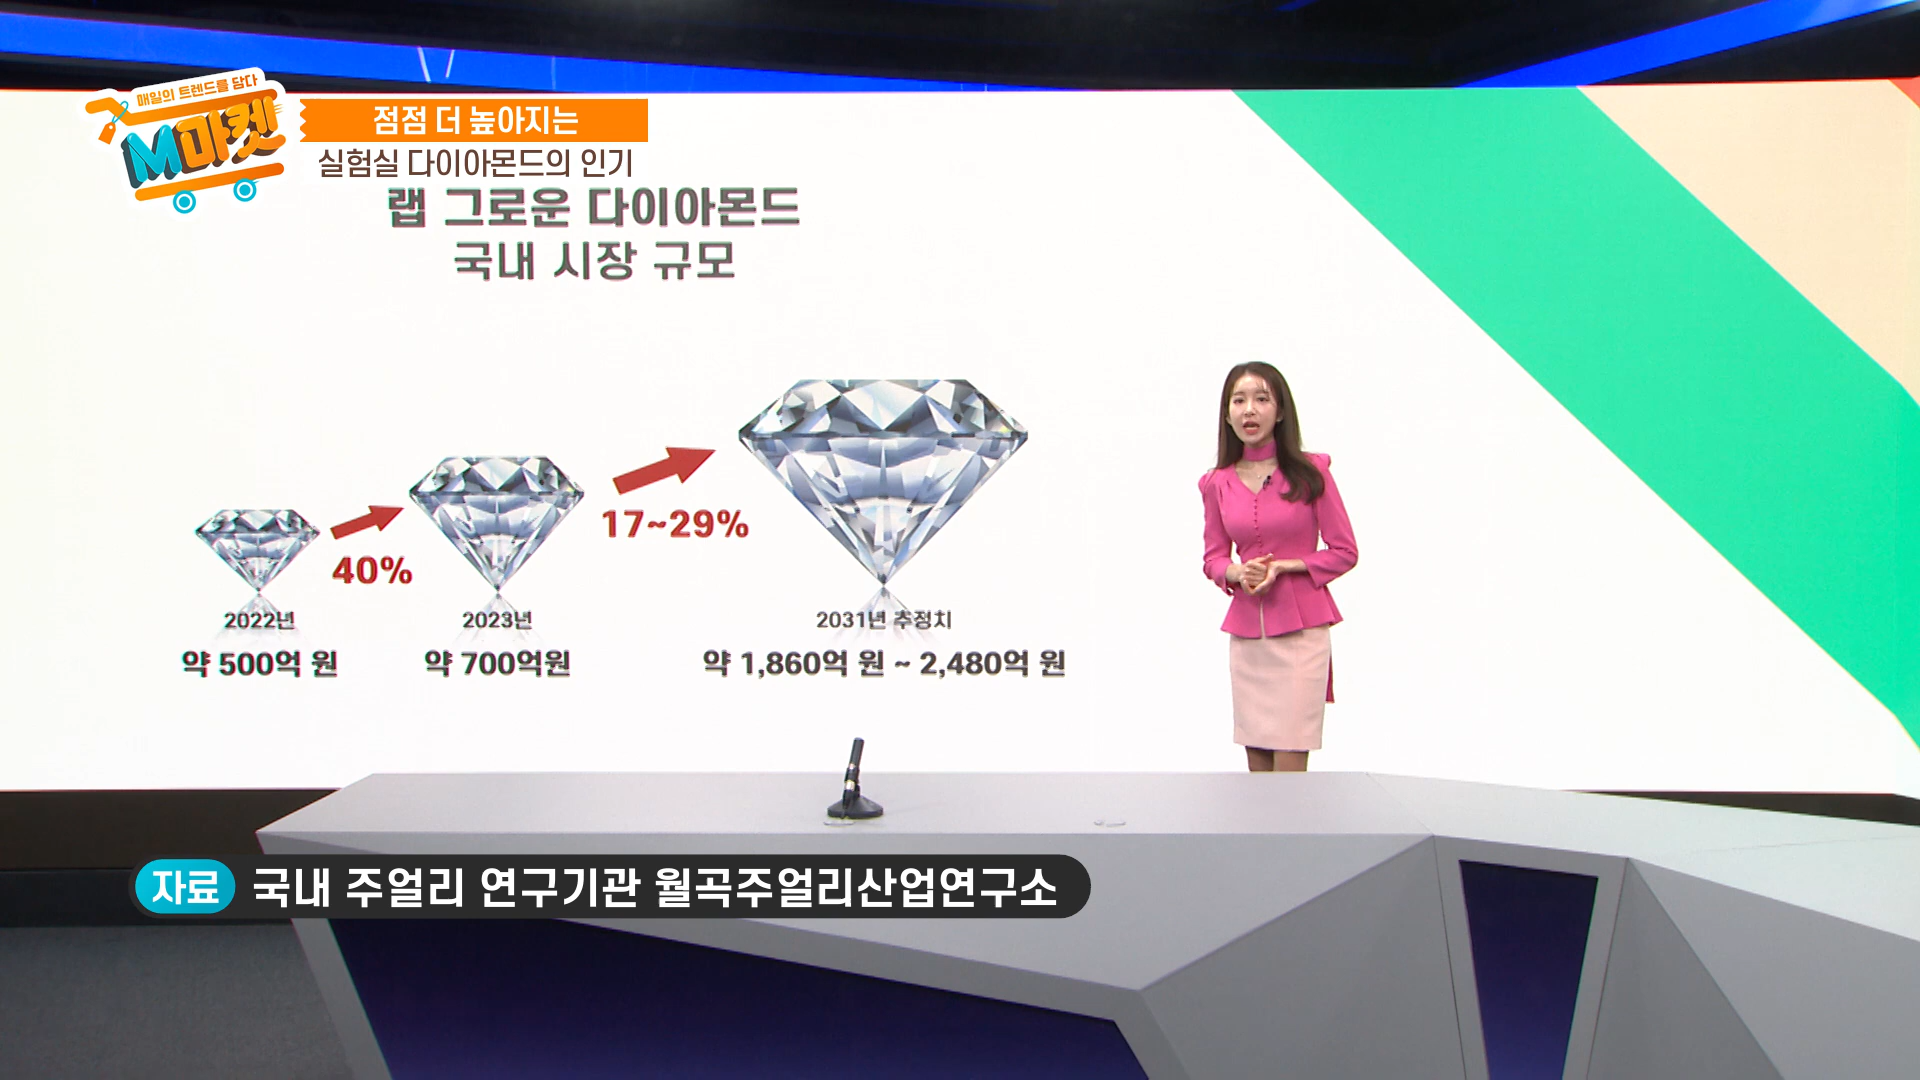 매일의 트렌드를 담다
M마켓
점점 더 높아지는
실험실 다이아몬드의 인기
랩 그로운 다이아몬드
국내 시장 규모
40%
17~29%
2022년
약 500억 원
2023년
약 700억원
2031년 추정치
약 1,860억 원 ~ 2,480억 원
자료 국내 주얼리 연구기관 월곡주얼리산업연구소